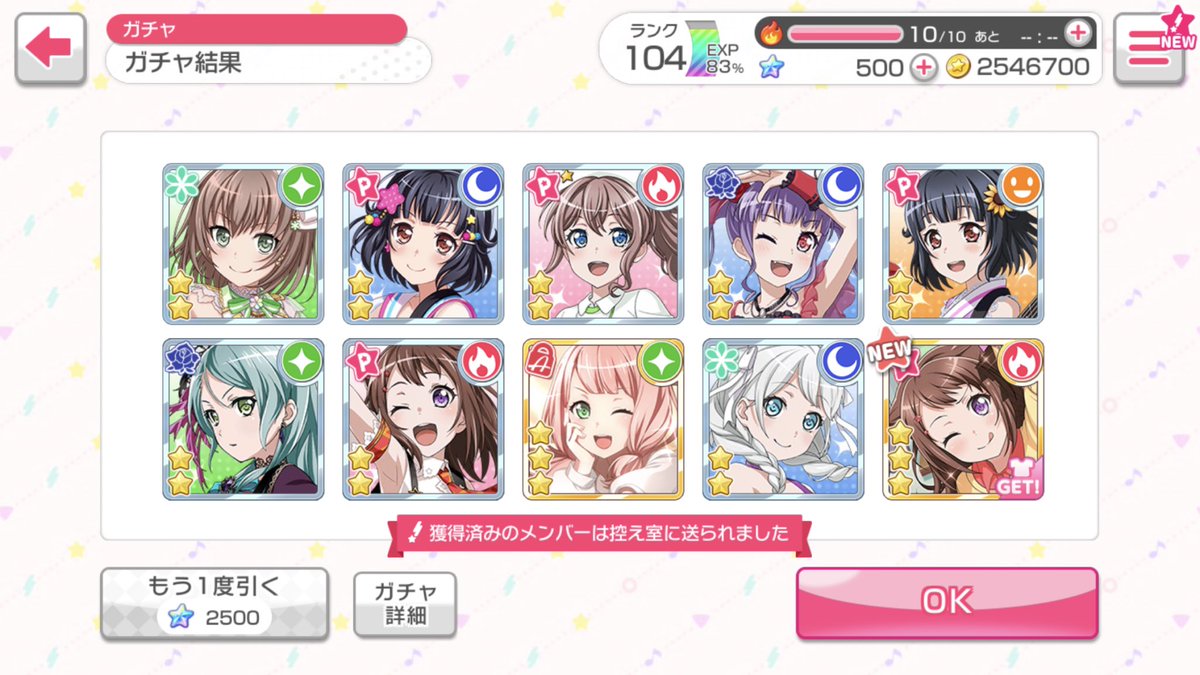 ガチャ
ガチャ結果
ランク
104
EXP
83%
10/10 あと --:--
500
2546700
NEW
P
P
P
P
A
NEW
GET!
獲得済みのメンバーは控え室に送られました
もう1度引く
2500
ガチャ
詳細
OK